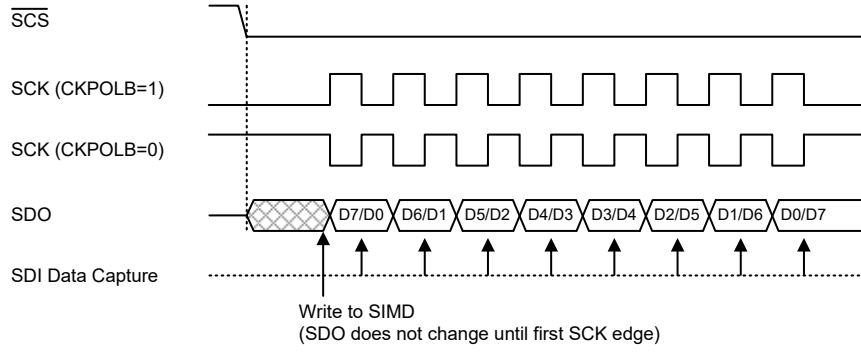 SCS
SCK (CKPOLB=1)
SCK (CKPOLB=0)
SDO
D7/D0 D6/D1 D5/D2 D4/D3 D3/D4 D2/D5 D1/D6 D0/D7
SDI Data Capture
Write to SIMD
(SDO does not change until first SCK edge)